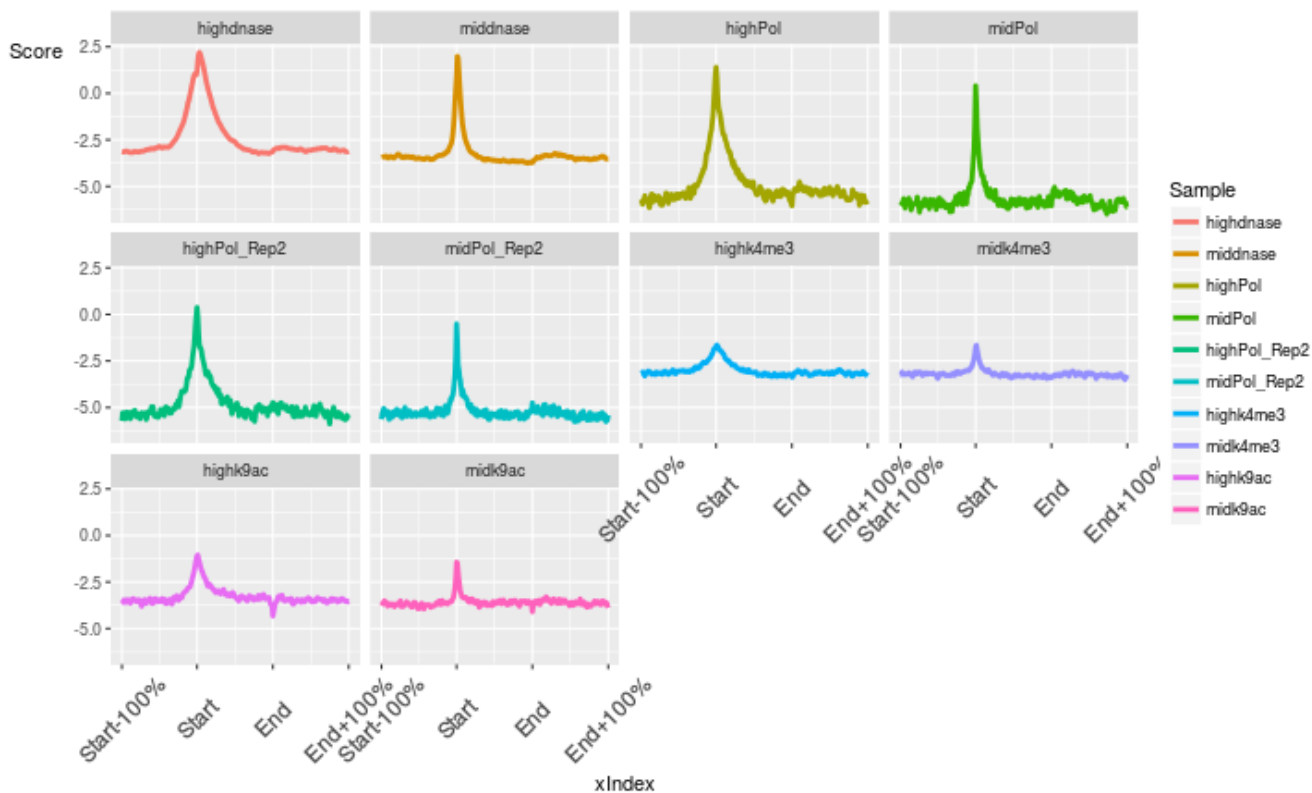 highdnase
middnase
highPol
midPol
Score
2.5
0.0
-2.5
-5.0
highPol_Rep2
midPol_Rep2
highk4me3
midk4me3
2.5
0.0
-2.5
-5.0
highk9ac
midk9ac
2.5
0.0
-2.5
-5.0
Start-100%
Start
End
End+100%
Start-100%
Start
End
End+100%
Start-100%
Start
End
End+100%
Start-100%
Start
End
End+100%
xIndex
Sample
highdnase
middnase
highPol
midPol
highPol_Rep2
midPol_Rep2
highk4me3
midk4me3
highk9ac
midk9ac